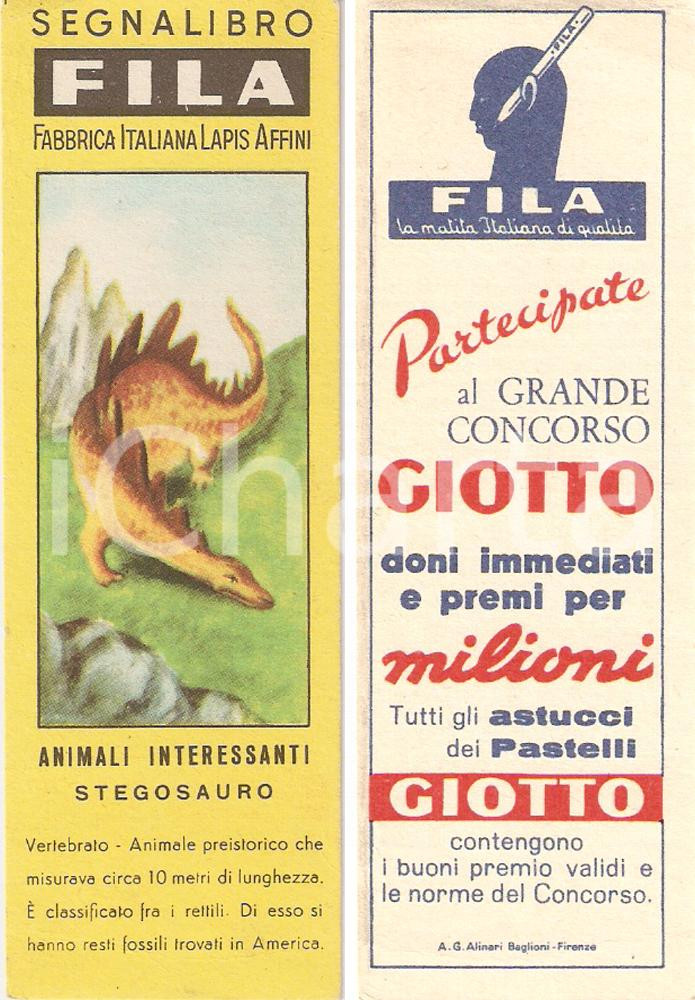 SEGNALIBRO
FILA
FABBRICA ITALIANA LAPIS AFFINI
ANIMALI INTERESSANTI
STEGOSAURO
Vertebrato - Animale preistorico che
misurava circa 10 metri di lunghezza.
È classificato fra i rettili. Di esso si
hanno resti fossili trovati in America.
FILA
FILA
la matita Italiana di qualità
Partecipate
al GRANDE
CONCORSO
GIOTTO
doni immediati
e premi per
milioni
Tutti gli astucci
dei Pastelli
GIOTTO
contengono
i buoni premio validi e
le norme del Concorso.
A.G. Alinari Baglioni - Firenze
iCharta